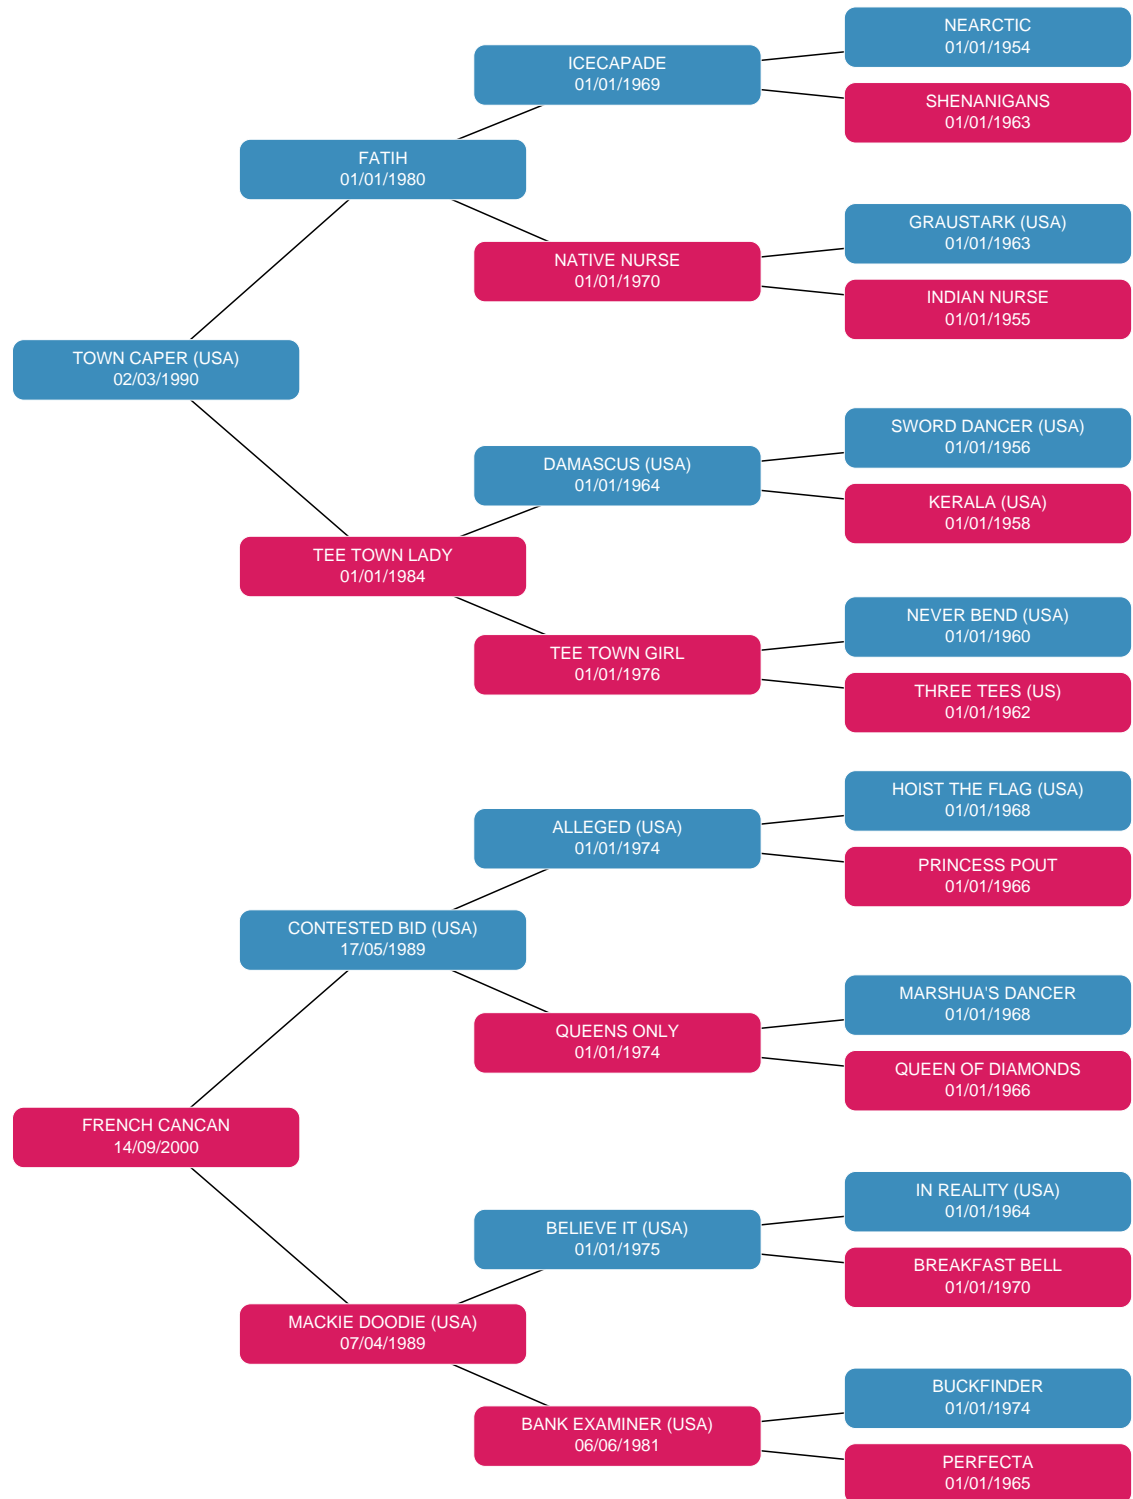 NEARCTIC
01/01/1954
ICECAPADE
01/01/1969
SHENANIGANS
01/01/1963
FATIH
01/01/1980
GRAUSTARK (USA)
01/01/1963
NATIVE NURSE
01/01/1970
INDIAN NURSE
01/01/1955
TOWN CAPER (USA)
02/03/1990
SWORD DANCER (USA)
01/01/1956
DAMASCUS (USA)
01/01/1964
KERALA (USA)
01/01/1958
TEE TOWN LADY
01/01/1984
NEVER BEND (USA)
01/01/1960
TEE TOWN GIRL
01/01/1976
THREE TEES (US)
01/01/1962
HOIST THE FLAG (USA)
01/01/1968
ALLEGED (USA)
01/01/1974
PRINCESS POUT
01/01/1966
CONTESTED BID (USA)
17/05/1989
MARSHUA'S DANCER
01/01/1968
QUEENS ONLY
01/01/1974
QUEEN OF DIAMONDS
01/01/1966
FRENCH CANCAN
14/09/2000
IN REALITY (USA)
01/01/1964
BELIEVE IT (USA)
01/01/1975
BREAKFAST BELL
01/01/1970
MACKIE DOODIE (USA)
07/04/1989
BUCKFINDER
01/01/1974
BANK EXAMINER (USA)
06/06/1981
PERFECTA
01/01/1965